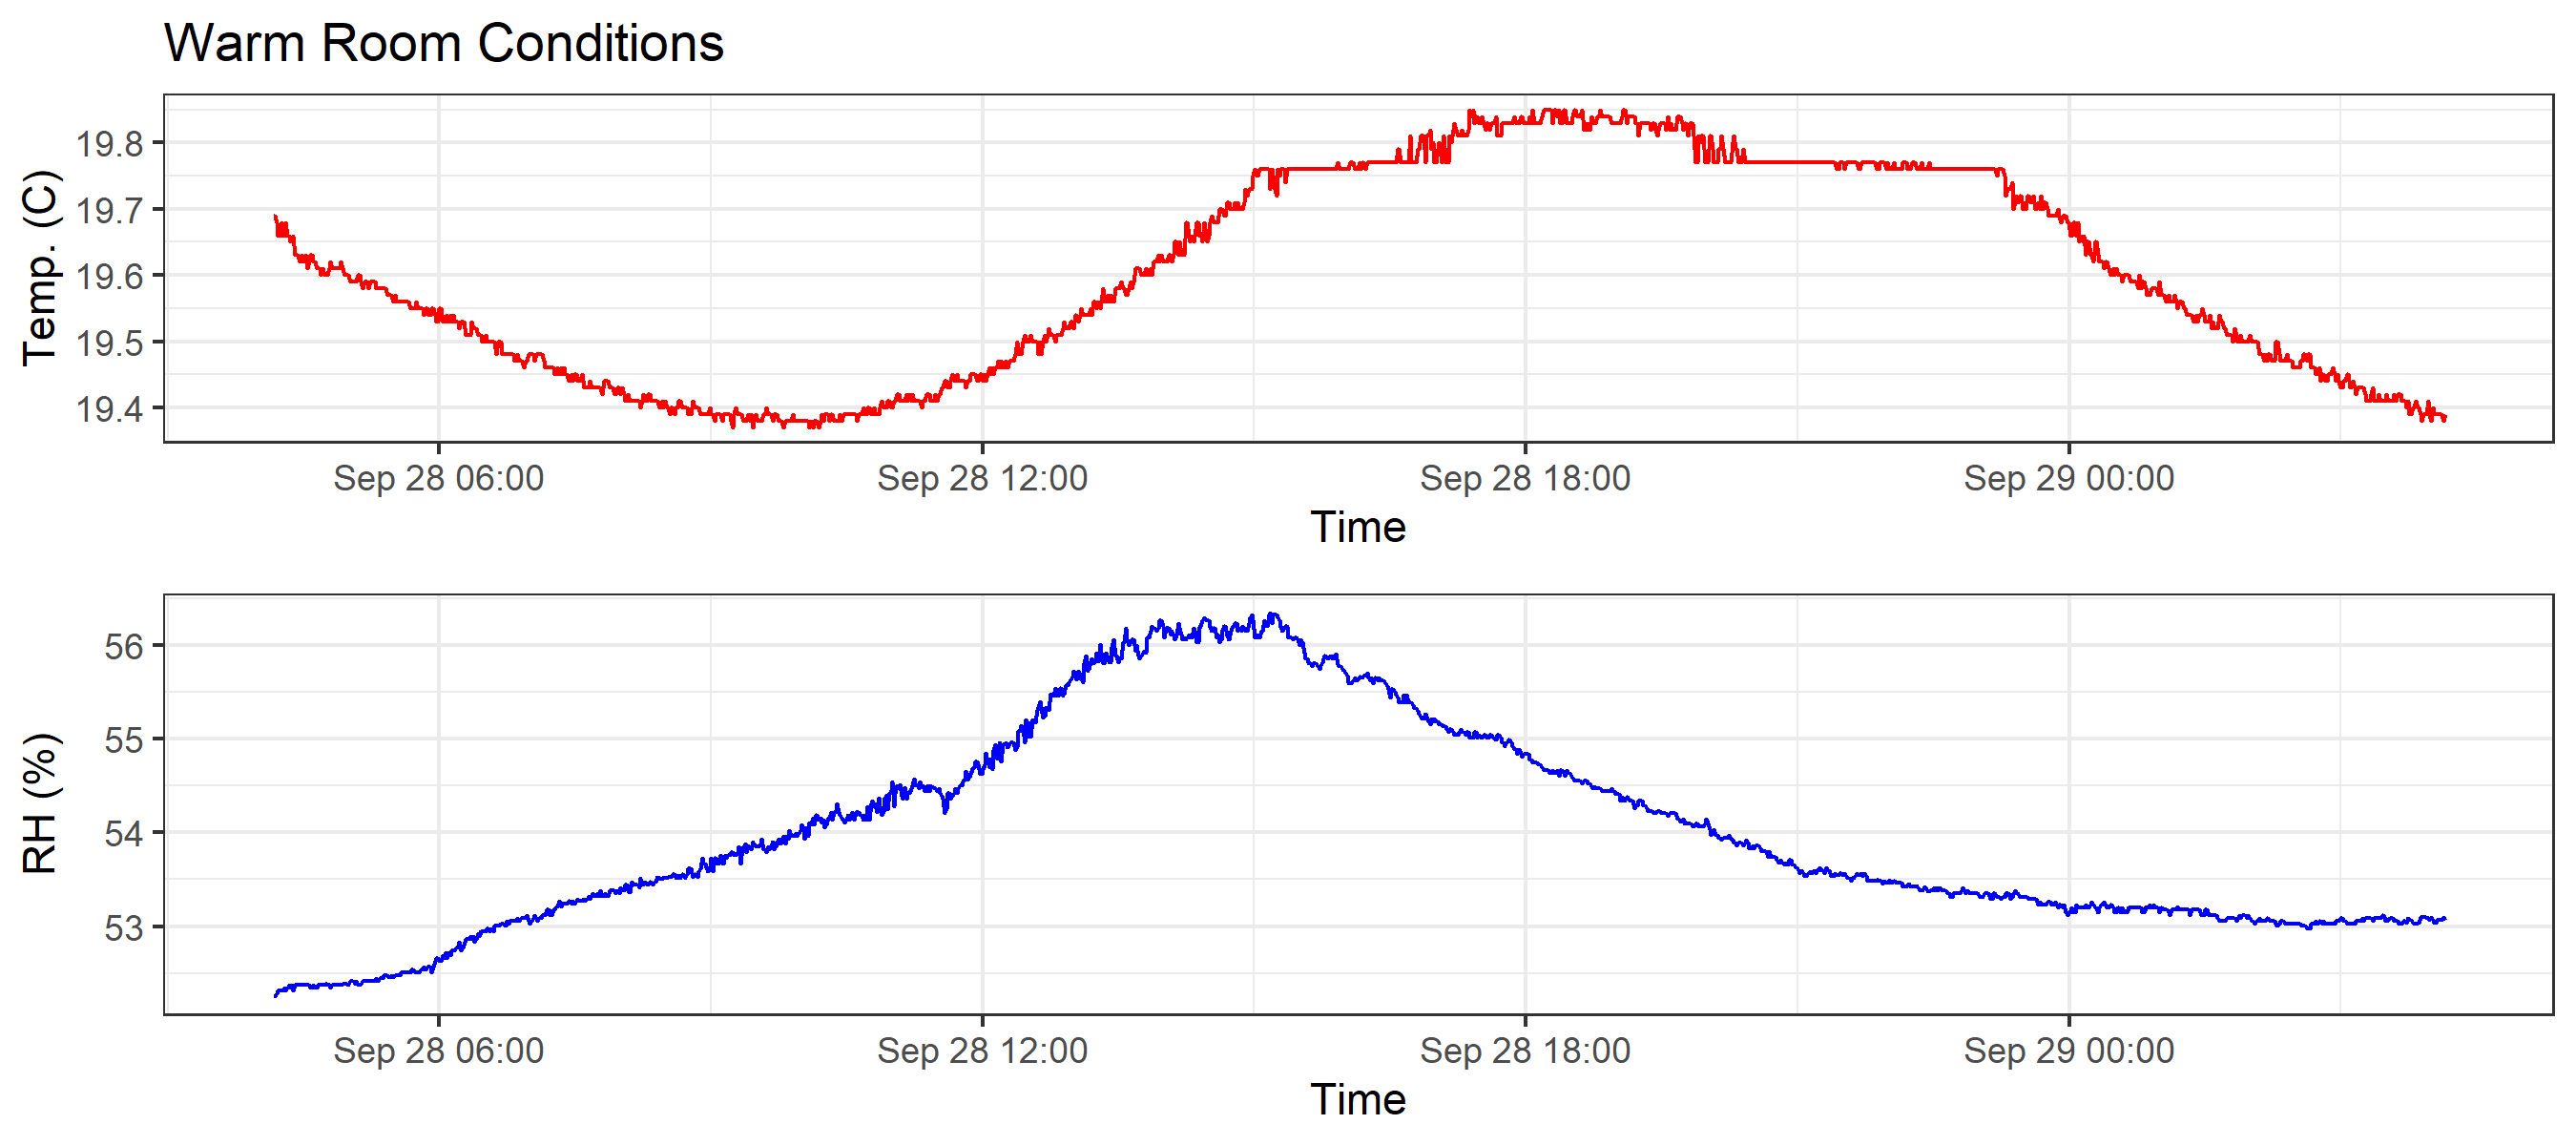 Warm Room Conditions
Temp. (C)
19.8
19.7
19.6
19.5
19.4
Sep 28 06:00 Sep 28 12:00 Sep 28 18:00 Sep 29 00:00
Time
RH (%)
56
55
54
53
Sep 28 06:00 Sep 28 12:00 Sep 28 18:00 Sep 29 00:00
Time